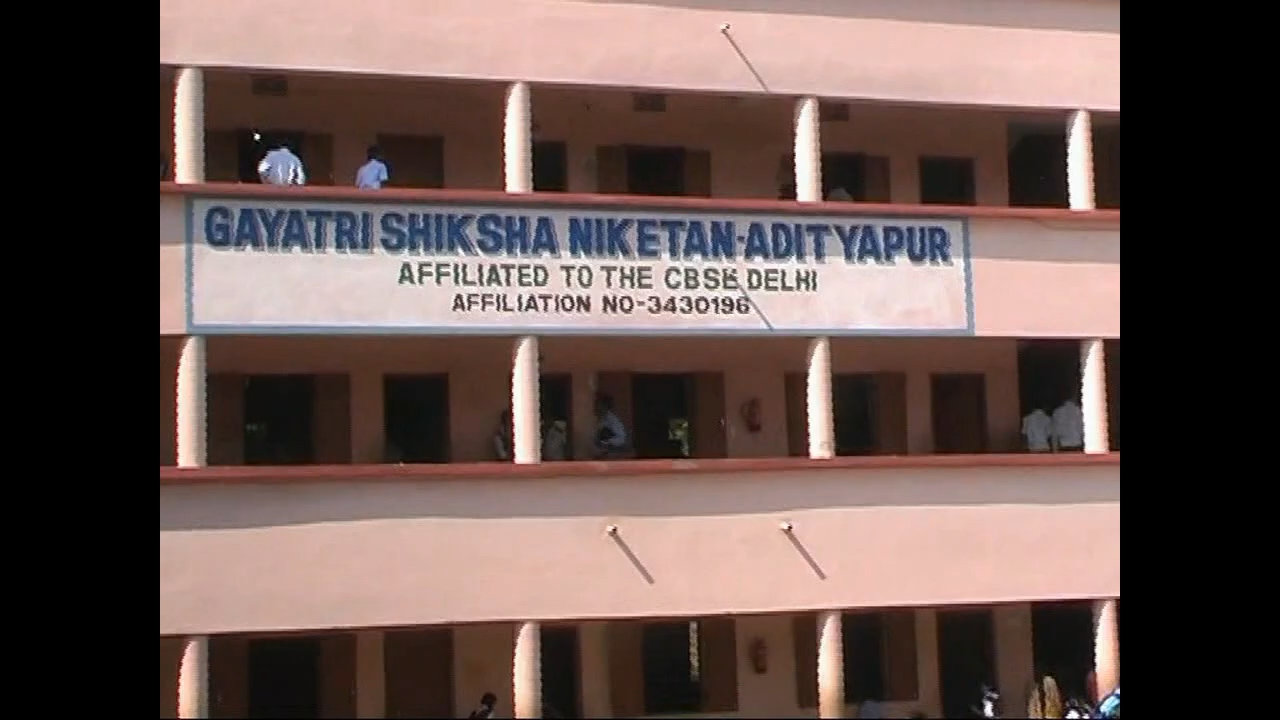 GAYATRI SHIKSHA NIKETAN-ADITYAPUR
AFFILIATED TO THE CBSE DELHI
AFFILIATION NO-3430196